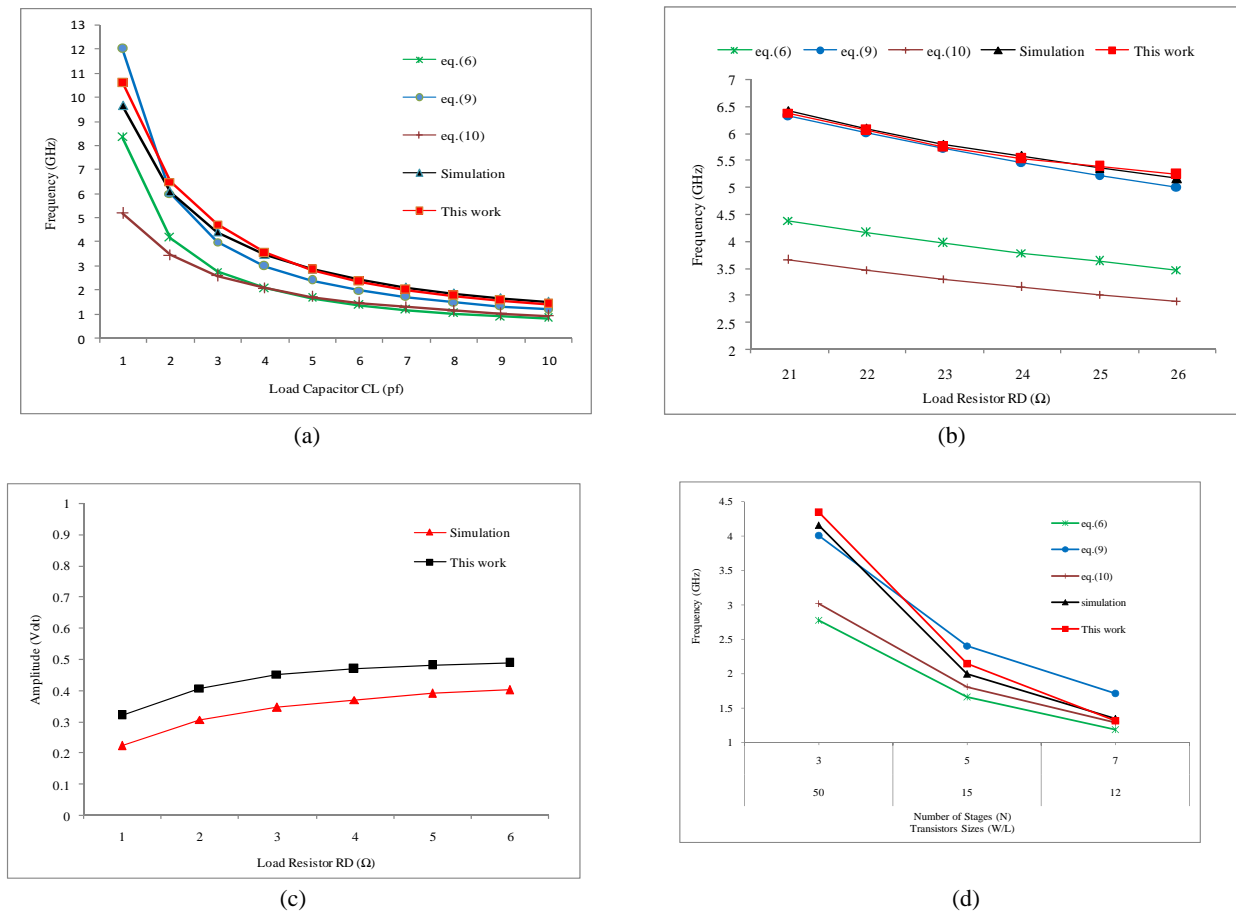 13
12
11
10
9
8
7
6
5
4
3
2
1
0
Frequency (GHz)
eq.(6)
eq.(9)
eq.(10)
Simulation
This work
1 2 3 4 5 6 7 8 9 10
Load Capacitor CL (pf)
(a)
eq.(6) eq.(9) eq.(10) Simulation This work
7
6.5
6
5.5
5
4.5
4
3.5
3
2.5
2
Frequency (GHz)
21 22 23 24 25 26
Load Resistor RD (Ω)
(b)
1
0.9
0.8
0.7
0.6
0.5
0.4
0.3
0.2
0.1
0
Amplitude (Volt)
Simulation
This work
1 2 3 4 5 6
Load Resistor RD (Ω)
(c)
4.5
4
3.5
3
2.5
2
1.5
1
Frequency (GHz)
eq.(6)
eq.(9)
eq.(10)
simulation
This work
3 5 7
50 15 12
Number of Stages (N)
Transistors Sizes (W/L)
(d)